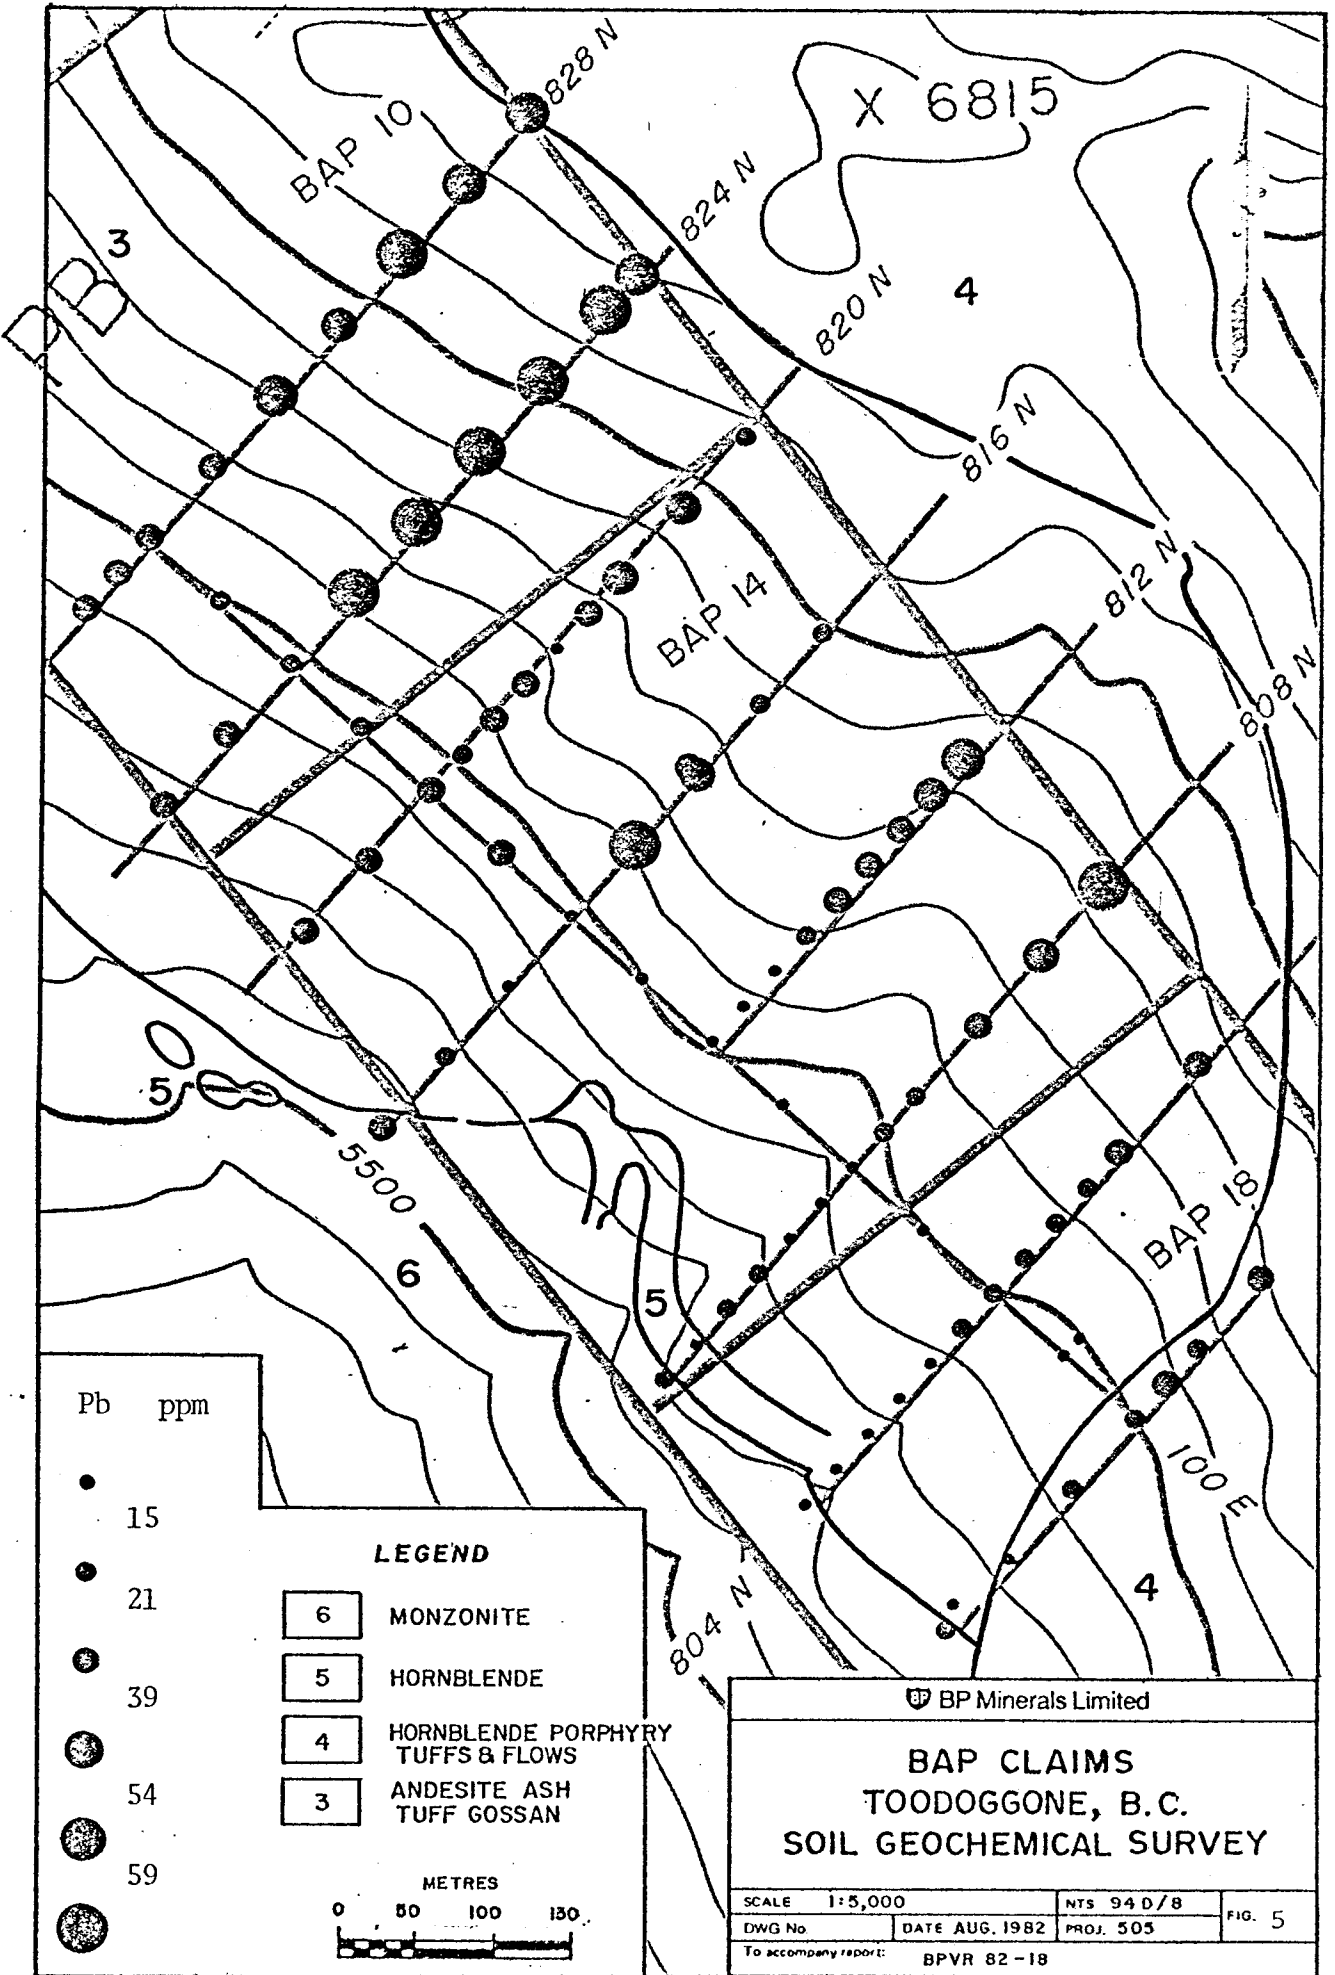 828 N
BAP 10
X 6815
824 N
3
PB
820 N
4
816 N
BAP 14
812 N
808 N
5
5500
6
5
BAP 18
100 E
4
804 N
Pb ppm
15
21
39
54
59
LEGEND
6 MONZONITE
5 HORNBLENDE
4 HORNBLENDE PORPHYRY
TUFFS & FLOWS
3 ANDESITE ASH
TUFF GOSSAN
METRES
0 50 100 150
BP BP Minerals Limited
BAP CLAIMS
TOODOGGONE, B.C.
SOIL GEOCHEMICAL SURVEY
SCALE 1:5,000
NTS 94 D/8
FIG. 5
DWG No.
DATE AUG. 1982
PROJ. 505
To accompany report:
BPVR 82-18